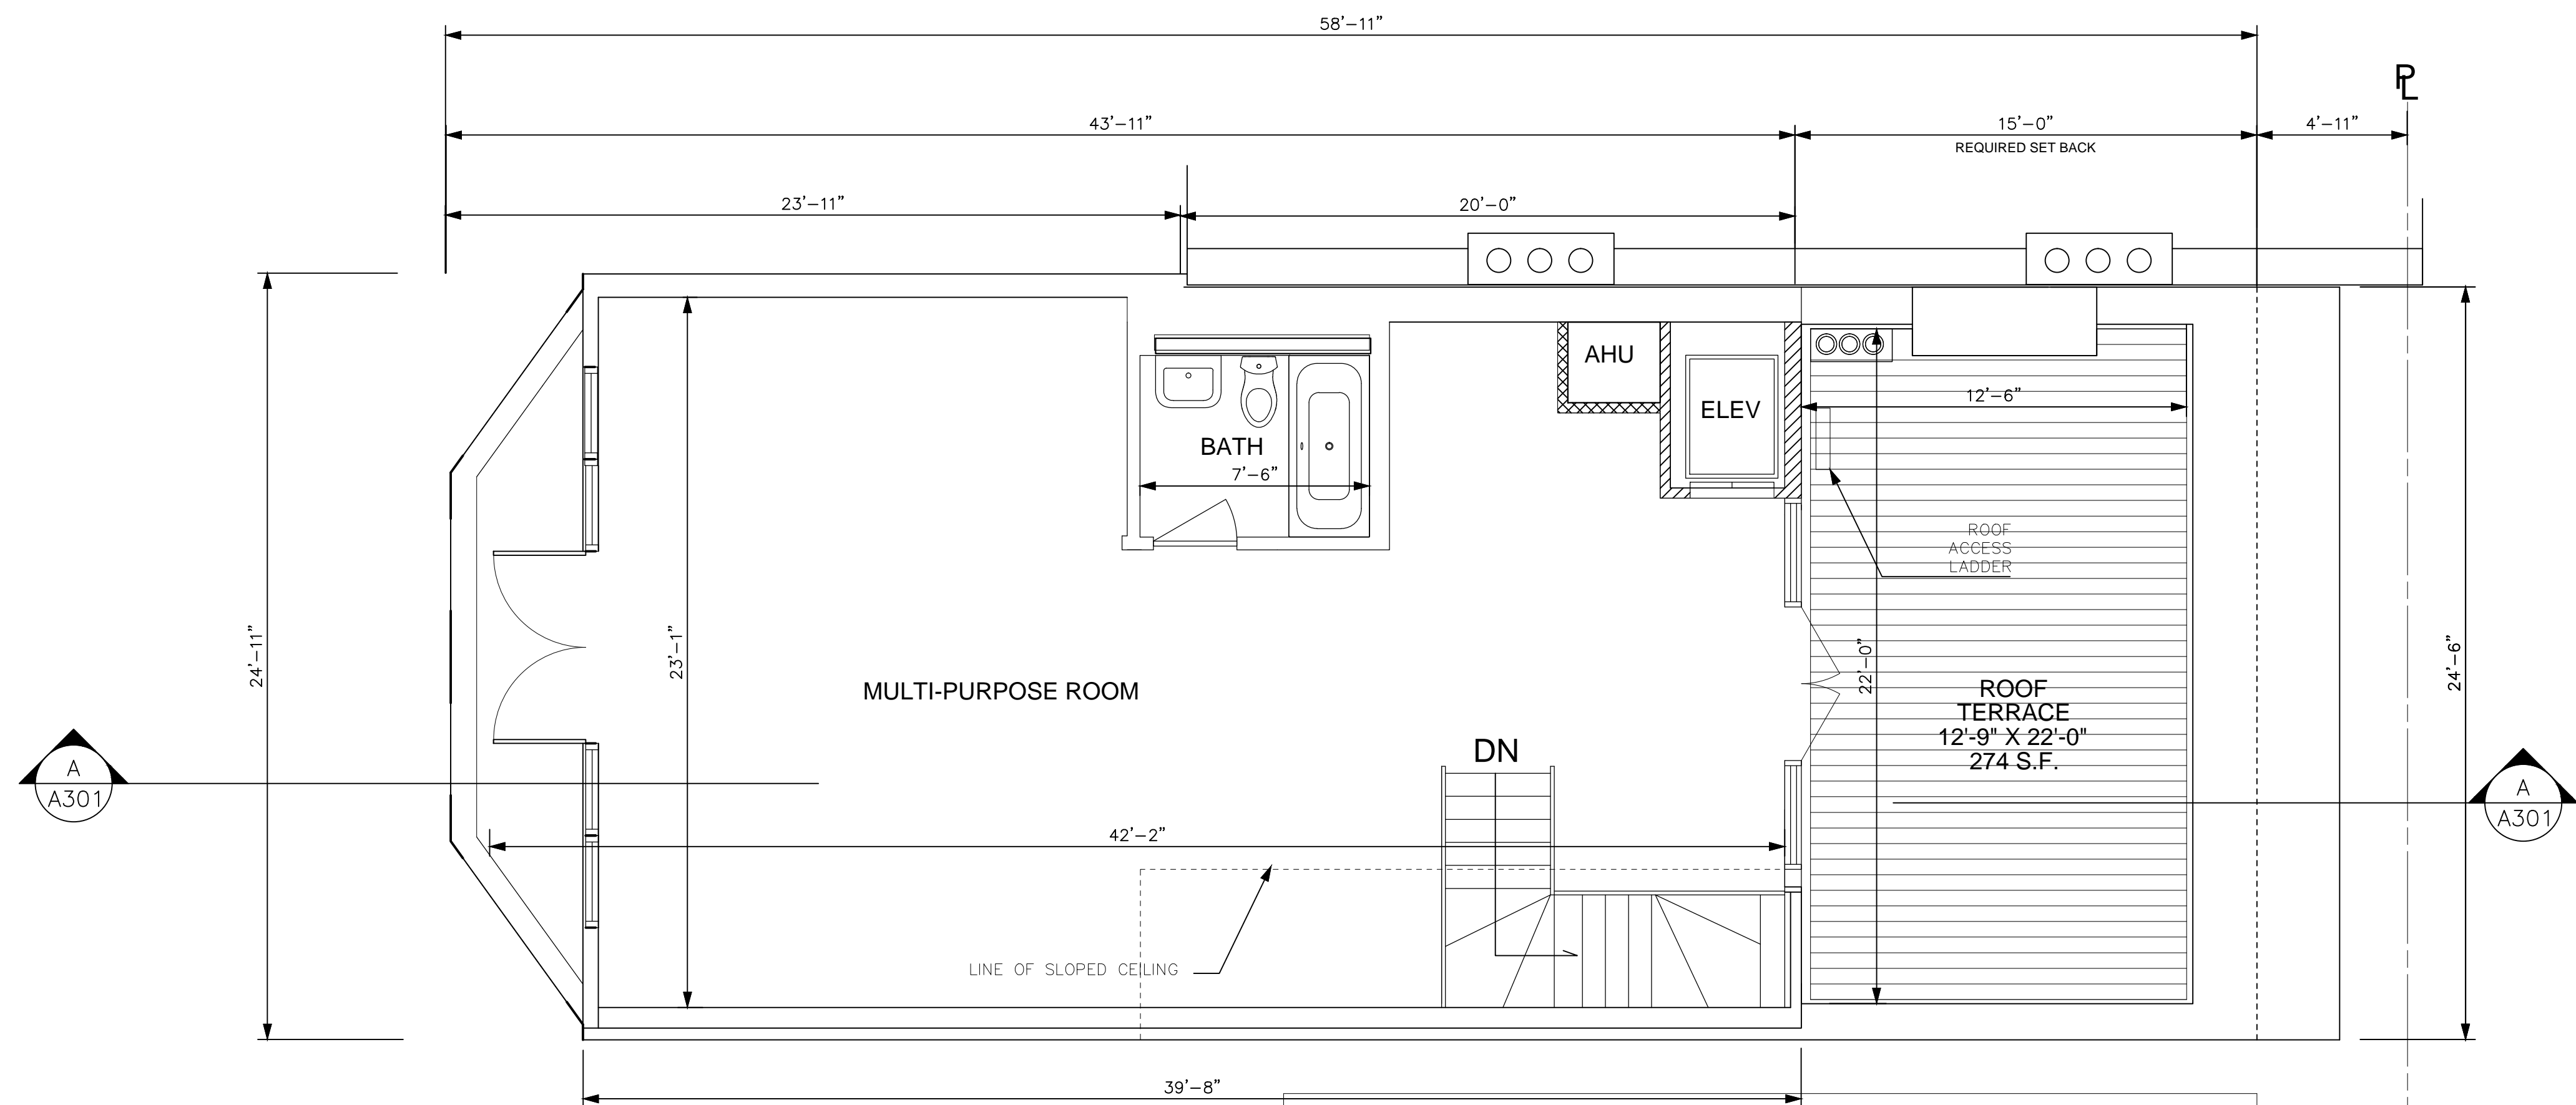 58'-11"
PL
43'-11"
15'-0"
4'-11"
REQUIRED SET BACK
23'-11"
20'-0"
AHU
ELEV
12'-6"
BATH
7'-6"
ROOF
ACCESS
LADDER
24'-11"
23'-1"
22'-0"
24'-6"
MULTI-PURPOSE ROOM
ROOF
TERRACE
12'-9" X 22'-0"
274 S.F.
DN
A
A301
A
A301
42'-2"
LINE OF SLOPED CEILING
39'-8"